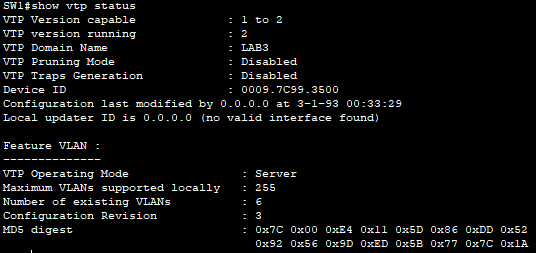 SW1#show vtp status
VTP Version capable : 1 to 2
VTP version running : 2
VTP Domain Name : LAB3
VTP Pruning Mode : Disabled
VTP Traps Generation : Disabled
Device ID : 0009.7C99.3500
Configuration last modified by 0.0.0.0 at 3-1-93 00:33:29
Local updater ID is 0.0.0.0 (no valid interface found)
Feature VLAN :
--------------
VTP Operating Mode : Server
Maximum VLANs supported locally : 255
Number of existing VLANs : 6
Configuration Revision : 3
MD5 digest : 0x7C 0x00 0xE4 0x11 0x5D 0x86 0xDD 0x52
0x92 0x56 0x9D 0xED 0x5B 0x77 0x7C 0x1A